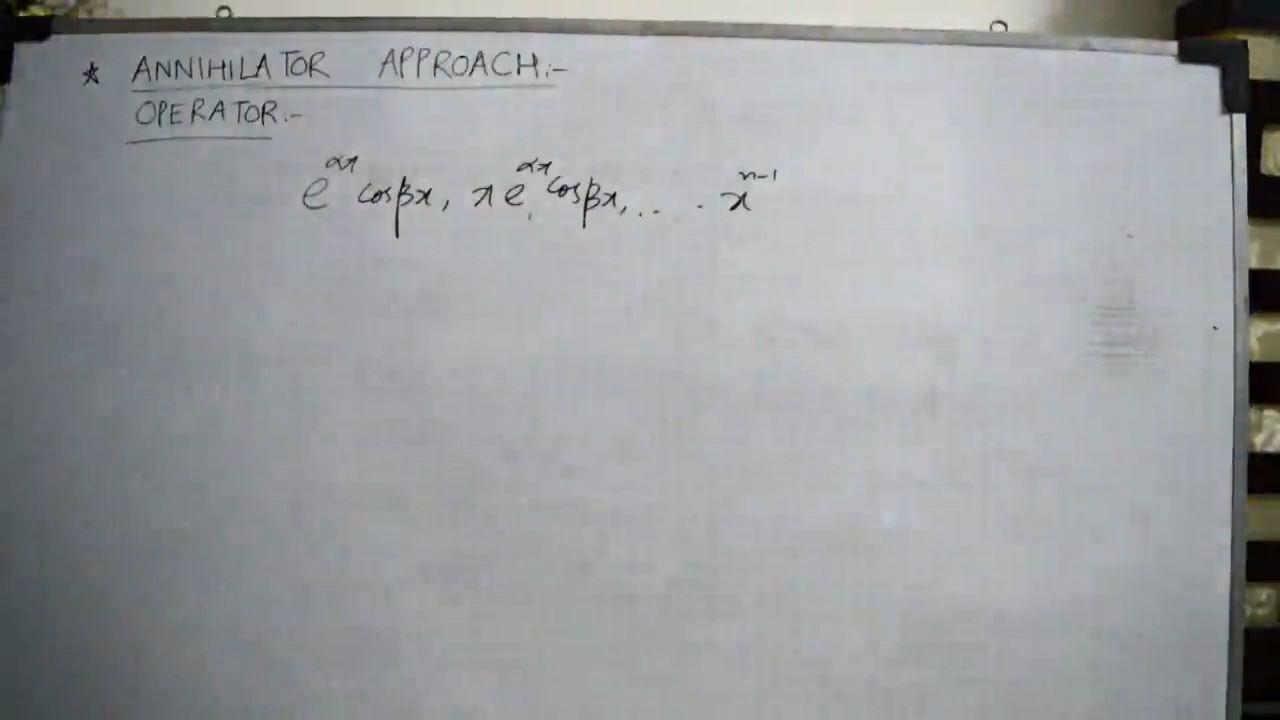 * ANNIHILATOR APPROACH:-
OPERATOR:-
e^{αx} cosβx, x e^{αx} cosβx, ... . x^{n-1}